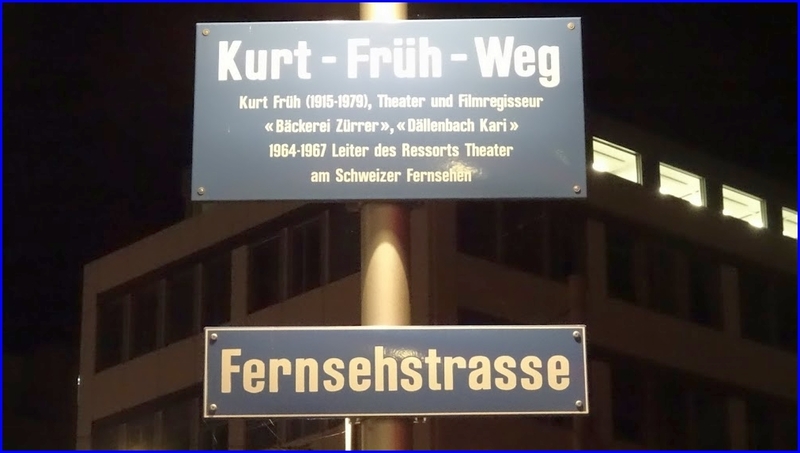 Kurt - Früh - Weg
Kurt Früh (1915-1979), Theater und Filmregisseur
«Bäckerei Zürrer», «Dällenbach Kari»
1964-1967 Leiter des Ressorts Theater
am Schweizer Fernsehen
Fernsehstrasse